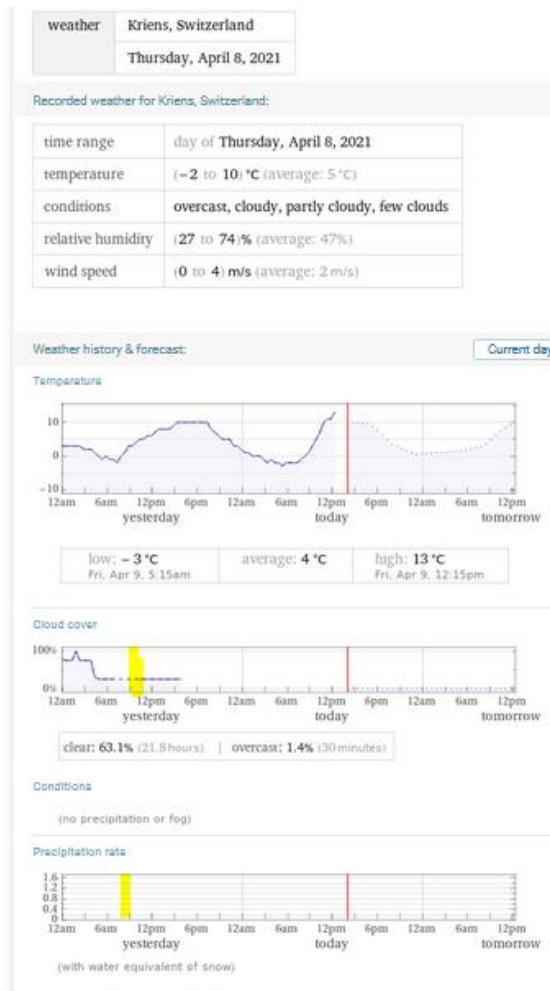 weather Kriens, Switzerland
Thursday, April 8, 2021
Recorded weather for Kriens, Switzerland:
time range day of Thursday, April 8, 2021
temperature (−2 to 10) °C (average: 5 °C)
conditions overcast, cloudy, partly cloudy, few clouds
relative humidity (27 to 74)% (average: 47%)
wind speed (0 to 4) m/s (average: 2 m/s)
Weather history & forecast: Current day
Temperature
10
0
−10
12am 6am 12pm 6pm 12am 6am 12pm 6pm 12am 6am 12pm
yesterday today tomorrow
low: −3 °C average: 4 °C high: 13 °C
Fri, Apr 9, 5:15am Fri, Apr 9, 12:15pm
Cloud cover
100%
0%
12am 6am 12pm 6pm 12am 6am 12pm 6pm 12am 6am 12pm
yesterday today tomorrow
clear: 63.1% (21.8 hours) | overcast: 1.4% (30 minutes)
Conditions
(no precipitation or fog)
Precipitation rate
1.6
1.2
0.8
0.4
0
12am 6am 12pm 6pm 12am 6am 12pm 6pm 12am 6am 12pm
yesterday today tomorrow
(with water equivalent of snow)